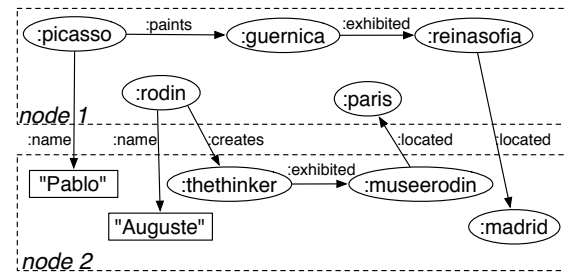 :picasso :paints :guernica :exhibited :reinasofia
:rodin :paris
node 1
:name :name :creates :located :located
"Pablo" :thethinker :exhibited :museerodin
"Auguste" :madrid
node 2